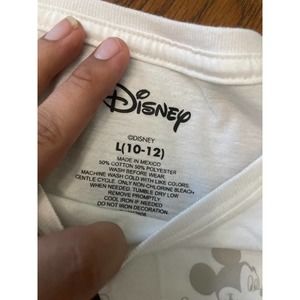 Disney
©DISNEY
L(10-12)
MADE IN MEXICO
50% COTTON 50% POLYESTER
WASH BEFORE WEAR.
MACHINE WASH COLD WITH LIKE COLORS.
GENTLE CYCLE. ONLY NON-CHLORINE BLEACH
WHEN NEEDED. TUMBLE DRY LOW
REMOVE PROMPTLY.
COOL IRON IF NEEDED
DO NOT IRON DECORATION.